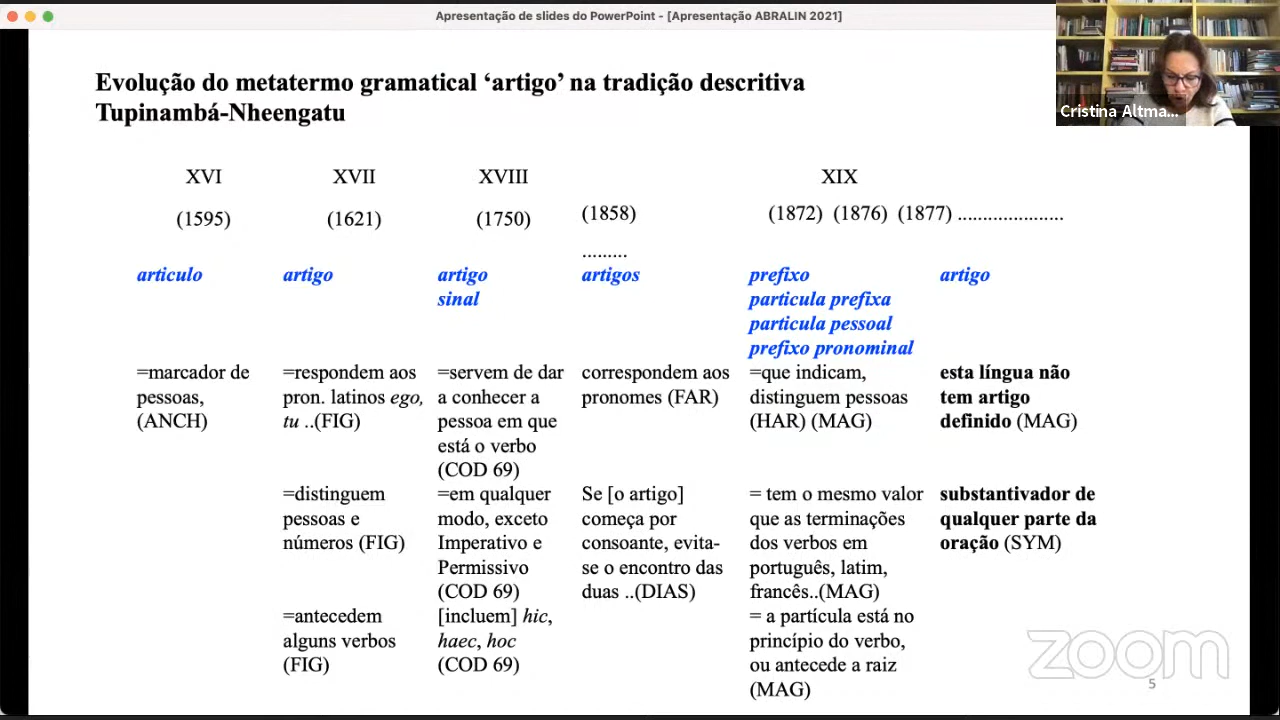 Apresentação de slides do PowerPoint - [Apresentação ABRALIN 2021]
Cristina Altma...
Evolução do metatermo gramatical ‘artigo’ na tradição descritiva
Tupinambá-Nheengatu
XVI
XVII
XVIII
XIX
(1595)
(1621)
(1750)
(1858)
(1872) (1876) (1877) .....................
.........
articulo
artigo
artigo
sinal
artigos
prefixo
particula prefixa
particula pessoal
prefixo pronominal
artigo
=marcador de
pessoas,
(ANCH)
=respondem aos
pron. latinos ego,
tu ..(FIG)
=servem de dar
a conhecer a
pessoa em que
está o verbo
(COD 69)
correspondem aos
pronomes (FAR)
=que indicam,
distinguem pessoas
(HAR) (MAG)
esta língua não
tem artigo
definido (MAG)
=distinguem
pessoas e
números (FIG)
=em qualquer
modo, exceto
Imperativo e
Permissivo
(COD 69)
Se [o artigo]
começa por
consoante, evita-
se o encontro das
duas ..(DIAS)
= tem o mesmo valor
que as terminações
dos verbos em
português, latim,
francês..(MAG)
substantivador de
qualquer parte da
oração (SYM)
=antecedem
alguns verbos
(FIG)
[incluem] hic,
haec, hoc
(COD 69)
= a partícula está no
princípio do verbo,
ou antecede a raiz
(MAG)
zoom
5